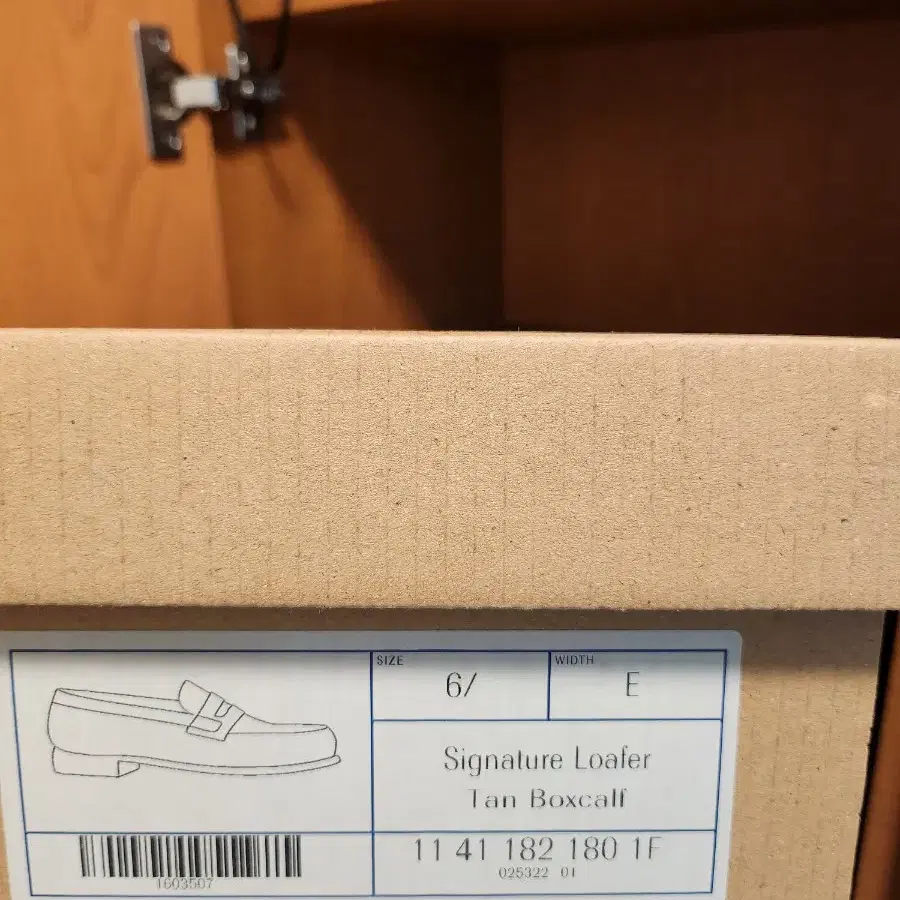 SIZE
6/
WIDTH
E
Signature Loafer
Tan Boxcalf
11 41 182 180 1F
025322 01
1603507